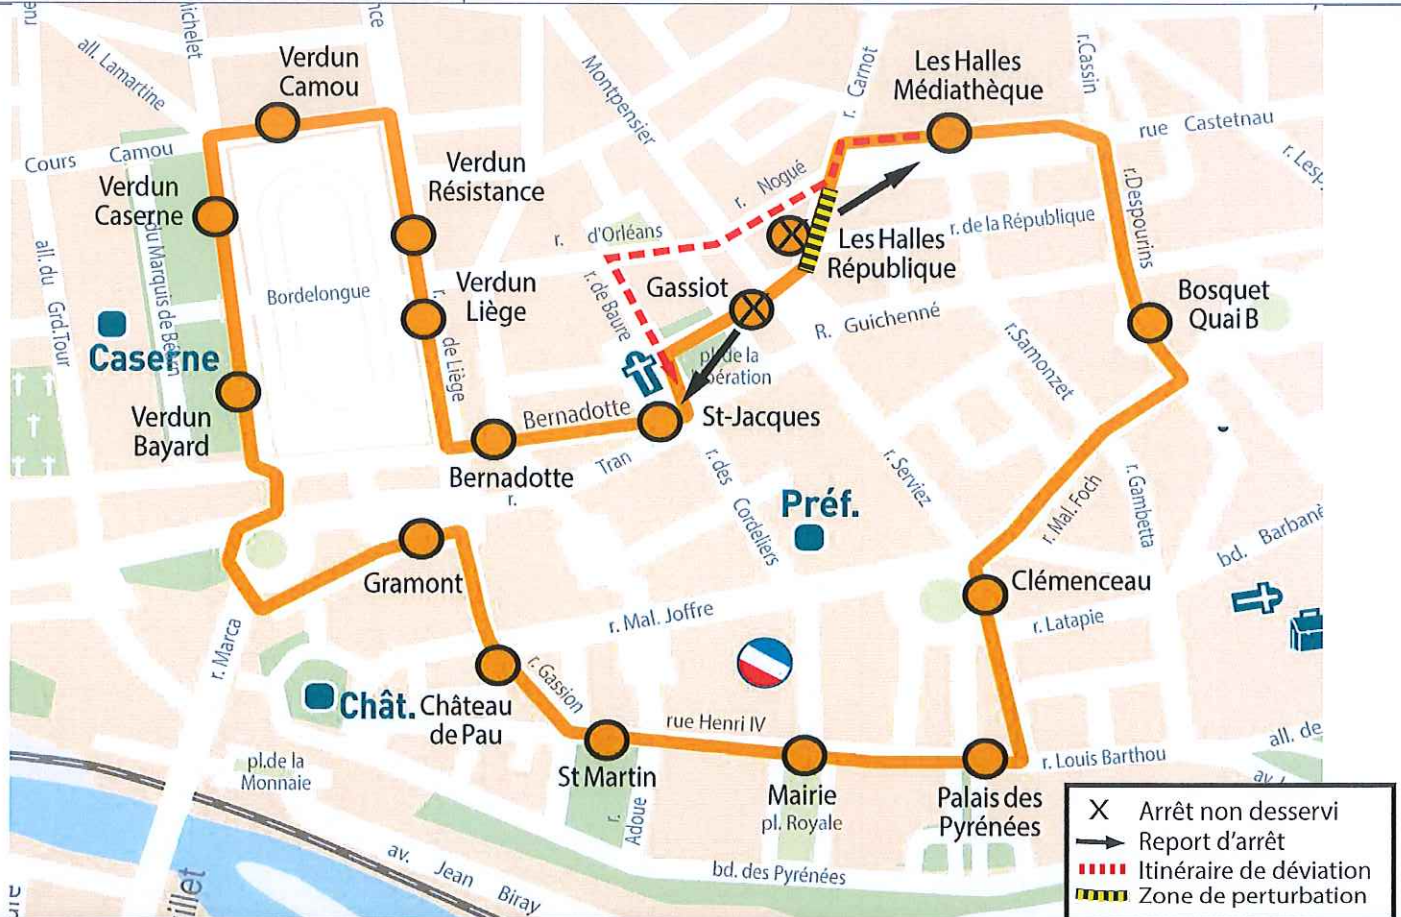 Michelet
all. Lamartine
Verdun
Camou
Montpensier
r. Carnot
Les Halles
Médiathèque
r.Cassin
rue Castetnau
Cours Camou
Verdun
Caserne
Verdun
Résistance
r. Nogué
r. d'Orléans
r.Despourins
r. de la République
Les Halles
République
all. du Grd.Tour
du Marquis de Béarn
Bordelongue
Verdun
Liège
r. de Liège
r. de Baure
Gassiot
R. Guichenné
r.Samonzet
Bosquet
Quai B
Caserne
pl. de la
Libération
Verdun
Bayard
Bernadotte
St-Jacques
Bernadotte
r. Tran
r. des Cordeliers
r. Serviez
Préf.
r. Mal. Foch
r. Gambetta
bd. Barbané
Gramont
Clémenceau
r. Mal. Joffre
r. Latapie
r. Marca
r. Gassion
Chât.
Château
de Pau
rue Henri IV
r. Louis Barthou
all. de
av.
pl.de la
Monnaie
St Martin
Mairie
pl. Royale
Palais des
Pyrénées
r. Adoue
av. Jean Biray
bd. des Pyrénées
illet
X Arrêt non desservi
Report d'arrêt
Itinéraire de déviation
Zone de perturbation